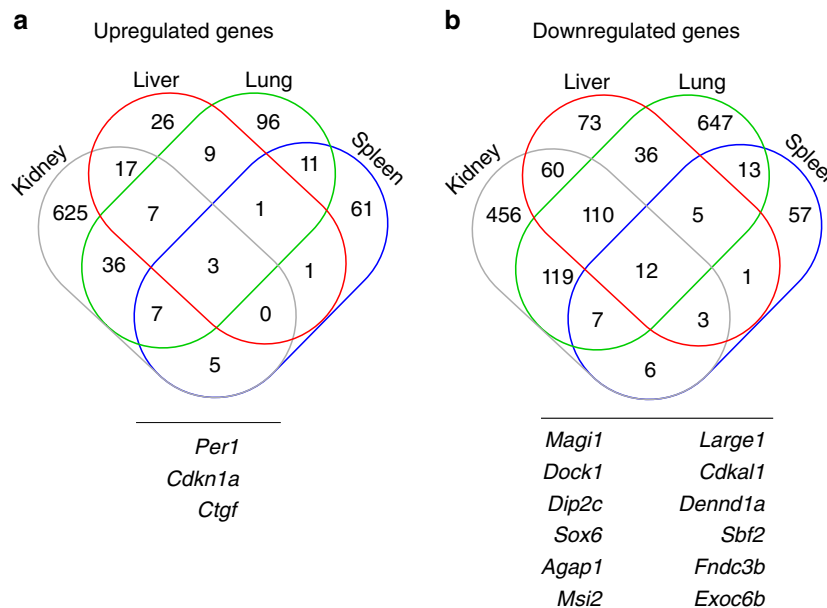 a
Upregulated genes
Liver
Lung
Kidney
Spleen
26
96
17
9
11
625
7
1
61
36
3
1
7
0
5
Per1
Cdkn1a
Ctgf
b
Downregulated genes
Liver
Lung
Kidney
Spleen
73
647
60
36
13
456
110
5
57
119
12
1
7
3
6
Magi1 Large1
Dock1 Cdkal1
Dip2c Dennd1a
Sox6 Sbf2
Agap1 Fndc3b
Msi2 Exoc6b